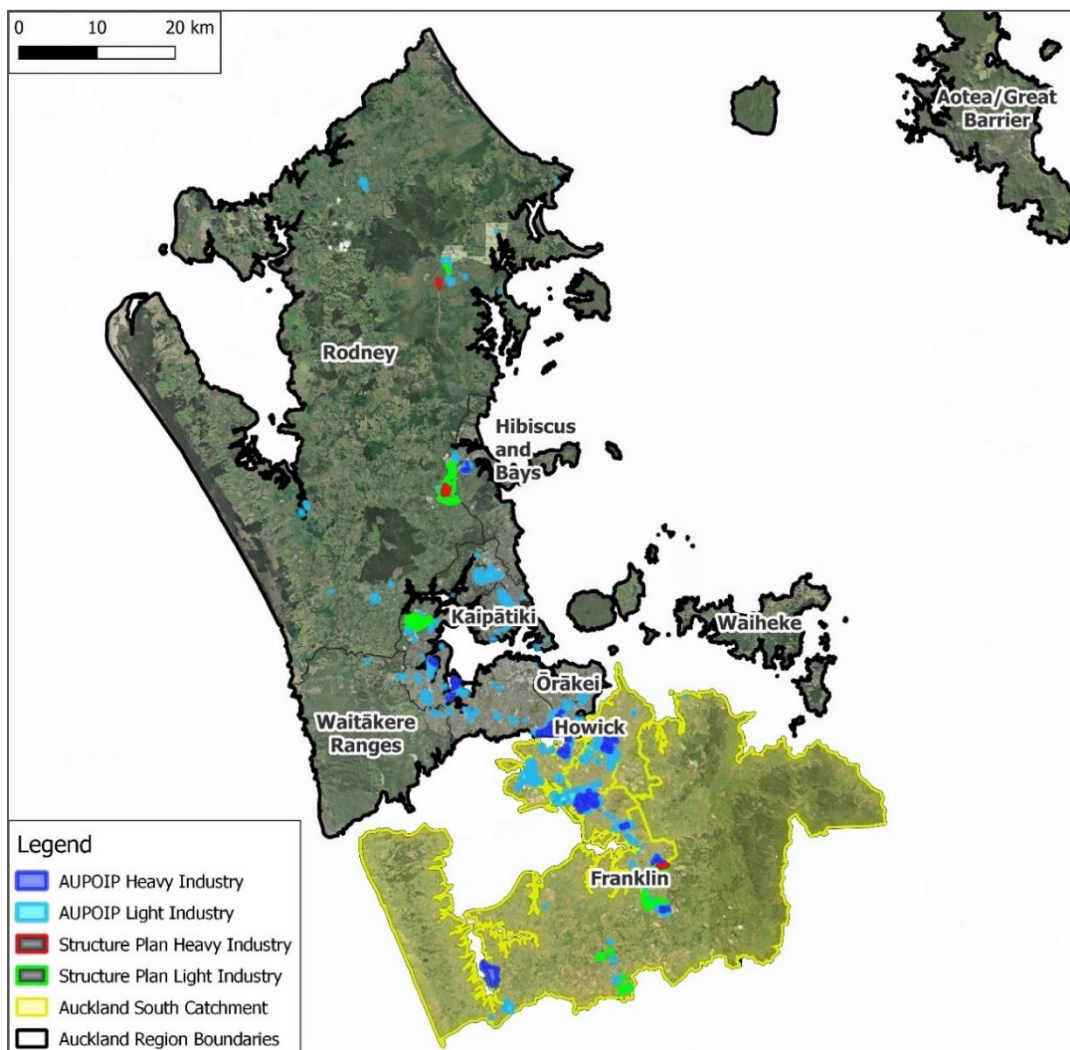 0 10 20 km
Aotea/Great
Barrier
Rodney
Hibiscus
and
Bays
Kaipātiki
Waiheke
Ōrākei
Waitākere
Ranges
Howick
Franklin
Legend
AUPOIP Heavy Industry
AUPOIP Light Industry
Structure Plan Heavy Industry
Structure Plan Light Industry
Auckland South Catchment
Auckland Region Boundaries